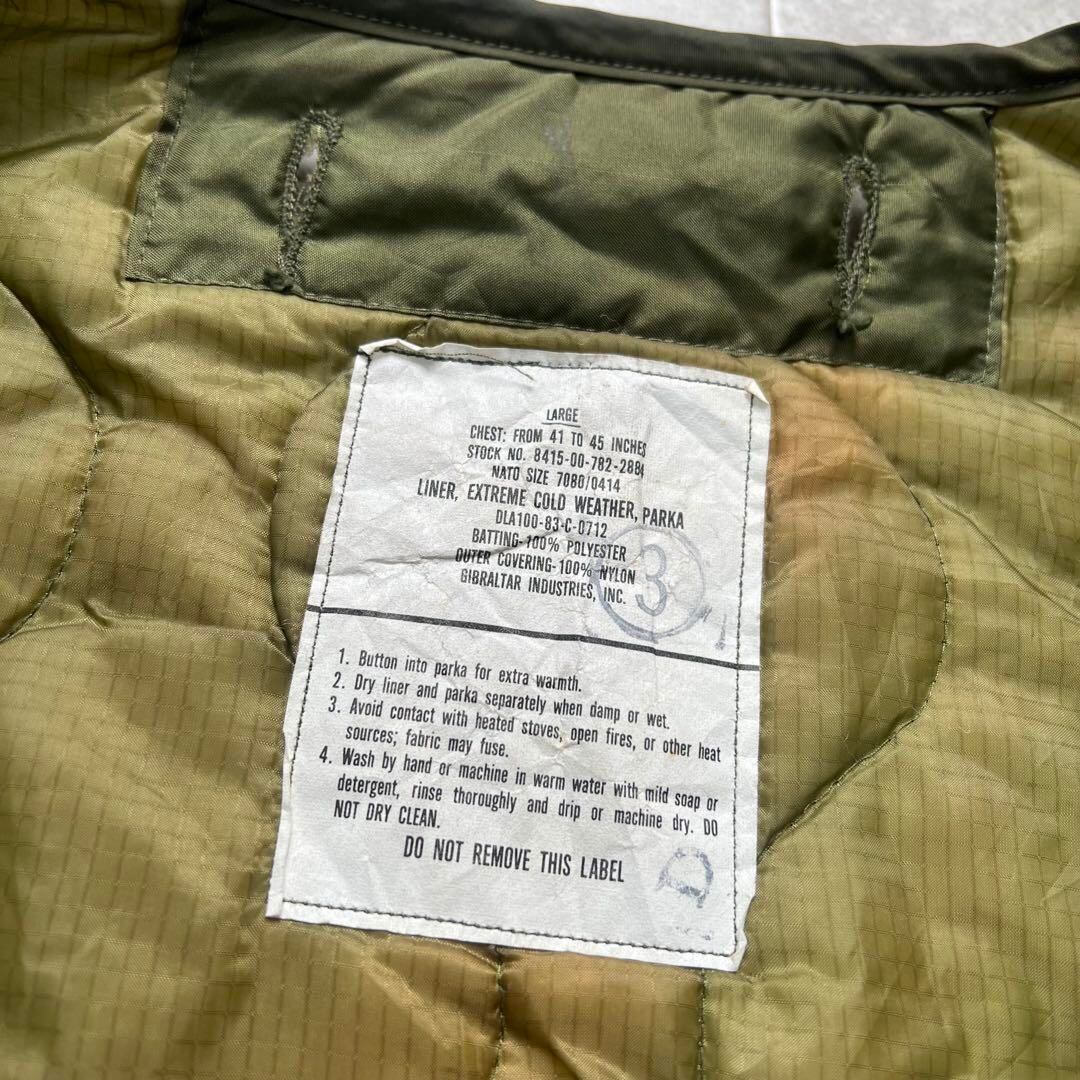 LARGE
CHEST: FROM 41 TO 45 INCHES
STOCK NO. 8415-00-782-2886
NATO SIZE 7080/0414
LINER, EXTREME COLD WEATHER, PARKA
DLA100-83-C-0712
BATTING-100% POLYESTER
OUTER COVERING-100% NYLON
GIBRALTAR INDUSTRIES, INC.
3
1. Button into parka for extra warmth.
2. Dry liner and parka separately when damp or wet.
3. Avoid contact with heated stoves, open fires, or other heat
sources; fabric may fuse.
4. Wash by hand or machine in warm water with mild soap or
detergent, rinse thoroughly and drip or machine dry. DO
NOT DRY CLEAN.
DO NOT REMOVE THIS LABEL